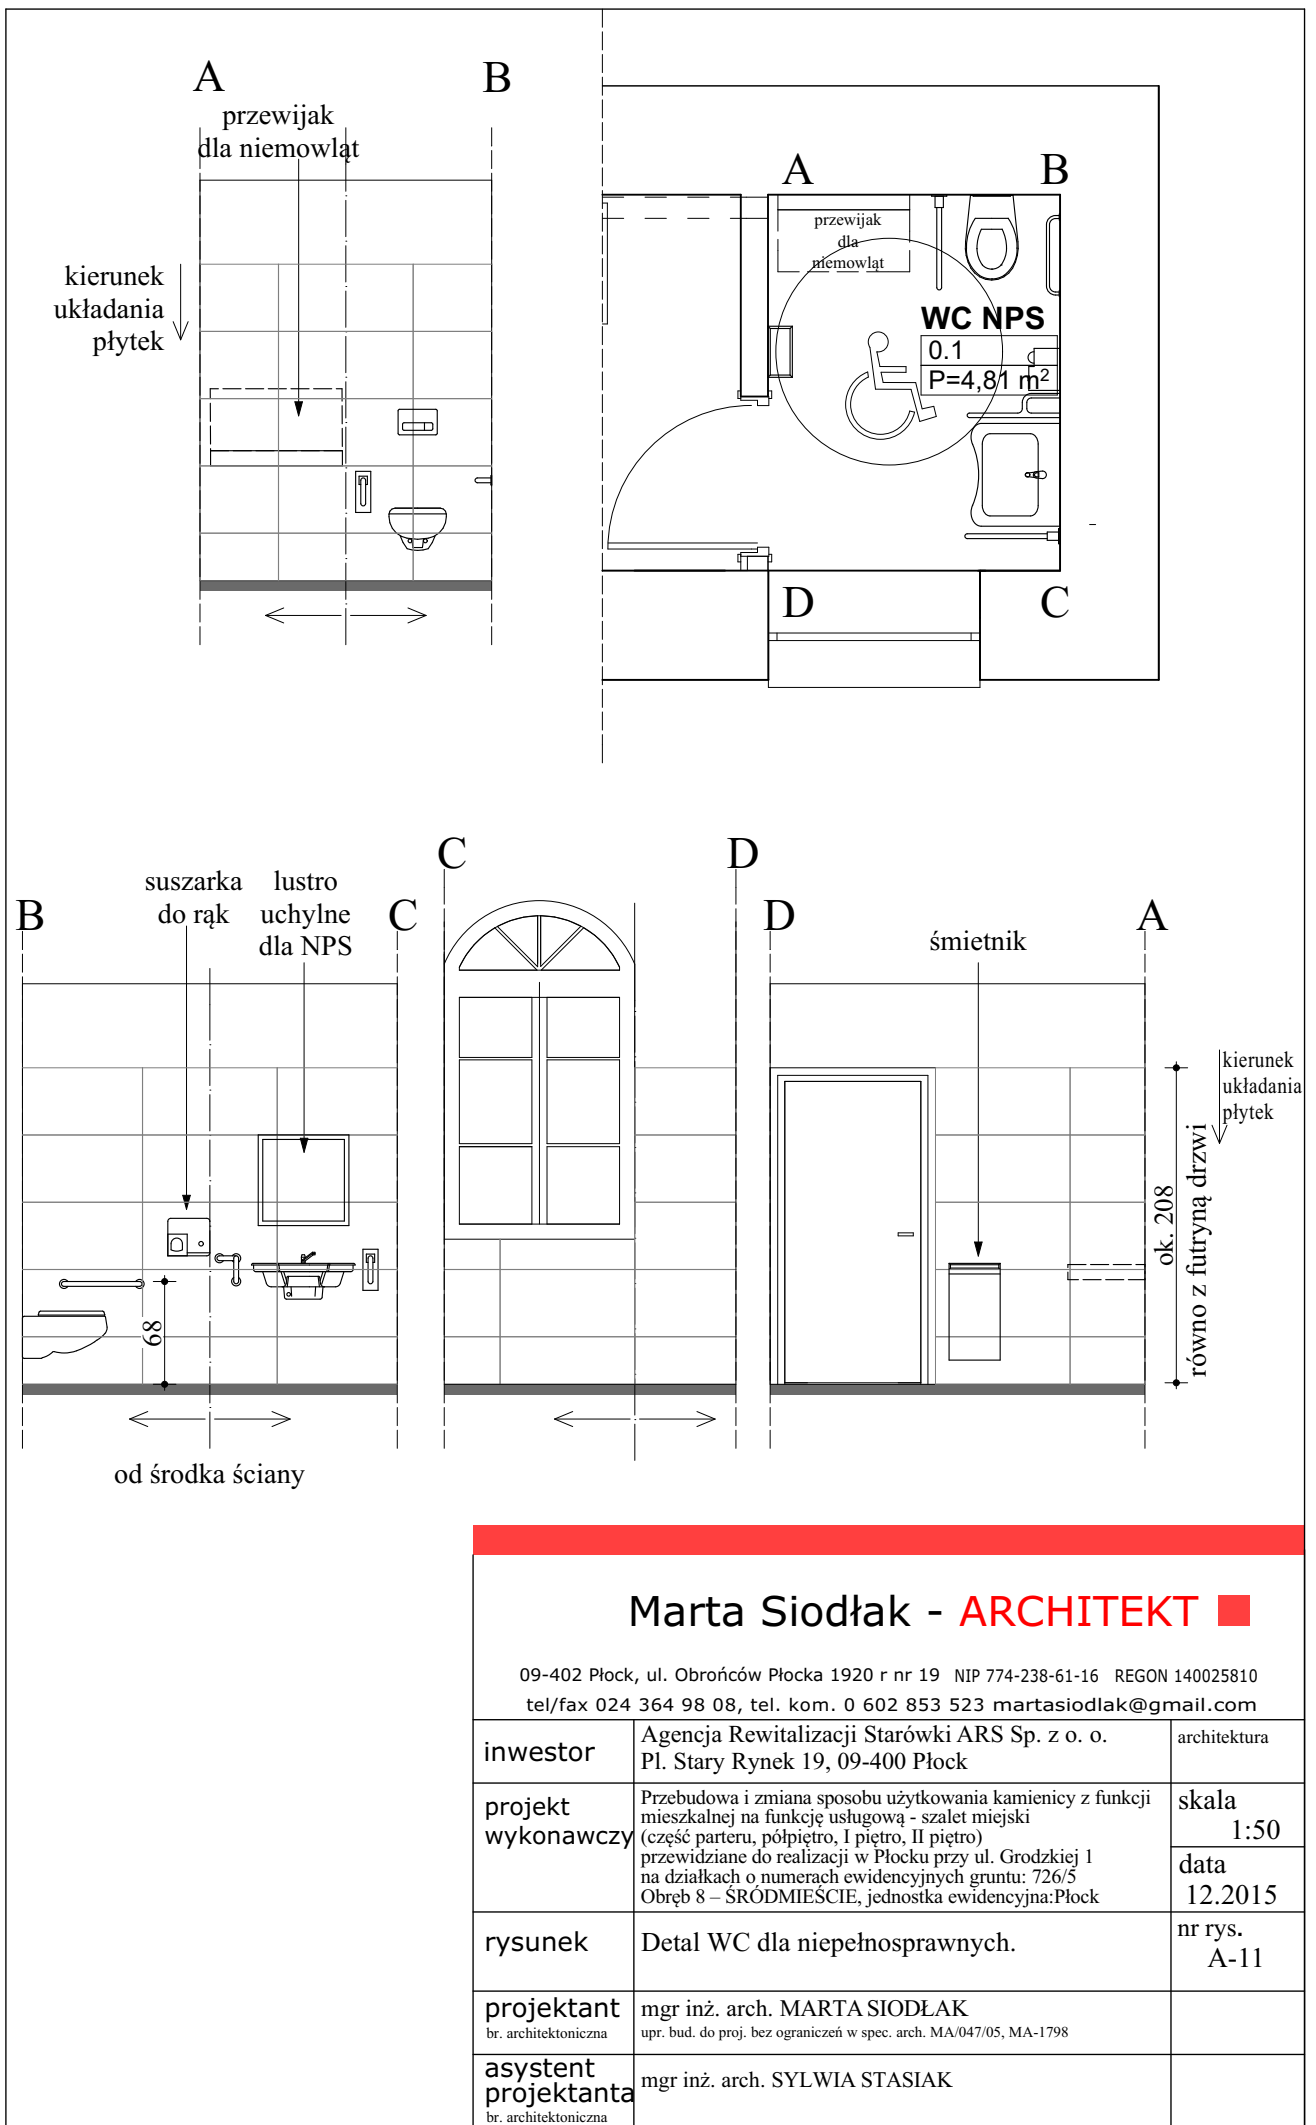 A
B
przewijak
dla niemowląt
kierunek
układania
płytek
A
B
przewijak
dla
niemowląt
WC NPS
0.1
P=4,81 m²
D
C
B
suszarka
do rąk
lustro
uchylne
dla NPS
C
68
od środka ściany
C
D
D
śmietnik
A
kierunek
układania
płytek
ok. 208
równo z futryną drzwi
Marta Siodłak - ARCHITEKT
09-402 Płock, ul. Obrońców Płocka 1920 r nr 19 NIP 774-238-61-16 REGON 140025810
tel/fax 024 364 98 08, tel. kom. 0 602 853 523 martasiodlak@gmail.com
inwestor
Agencja Rewitalizacji Starówki ARS Sp. z o. o.
Pl. Stary Rynek 19, 09-400 Płock
architektura
projekt
wykonawczy
Przebudowa i zmiana sposobu użytkowania kamienicy z funkcji
mieszkalnej na funkcję usługową - szalet miejski
(część parteru, półpiętro, I piętro, II piętro)
przewidziane do realizacji w Płocku przy ul. Grodzkiej 1
na działkach o numerach ewidencyjnych gruntu: 726/5
Obręb 8 – ŚRÓDMIEŚCIE, jednostka ewidencyjna:Płock
skala
1:50
data
12.2015
rysunek
Detal WC dla niepełnosprawnych.
nr rys.
A-11
projektant
br. architektoniczna
mgr inż. arch. MARTA SIODŁAK
upr. bud. do proj. bez ograniczeń w spec. arch. MA/047/05, MA-1798
asystent
projektanta
br. architektoniczna
mgr inż. arch. SYLWIA STASIAK